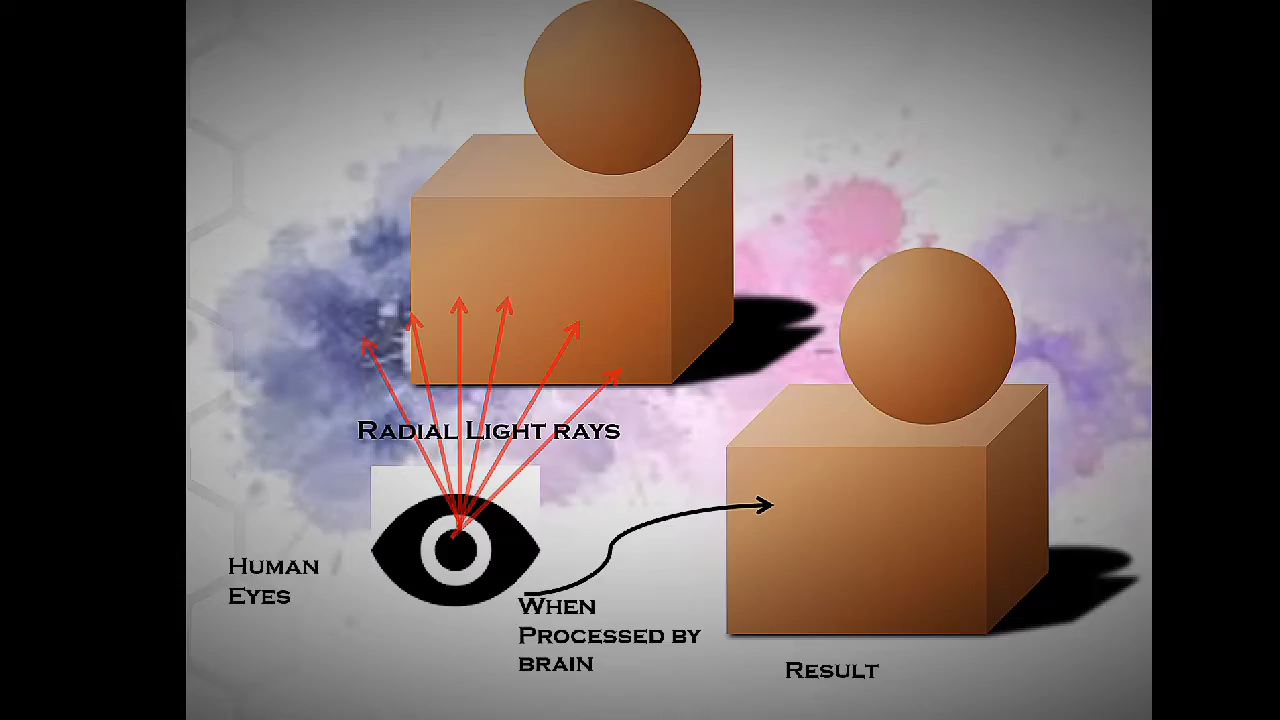 Radial Light rays
Human
Eyes
When
Processed by
brain
Result